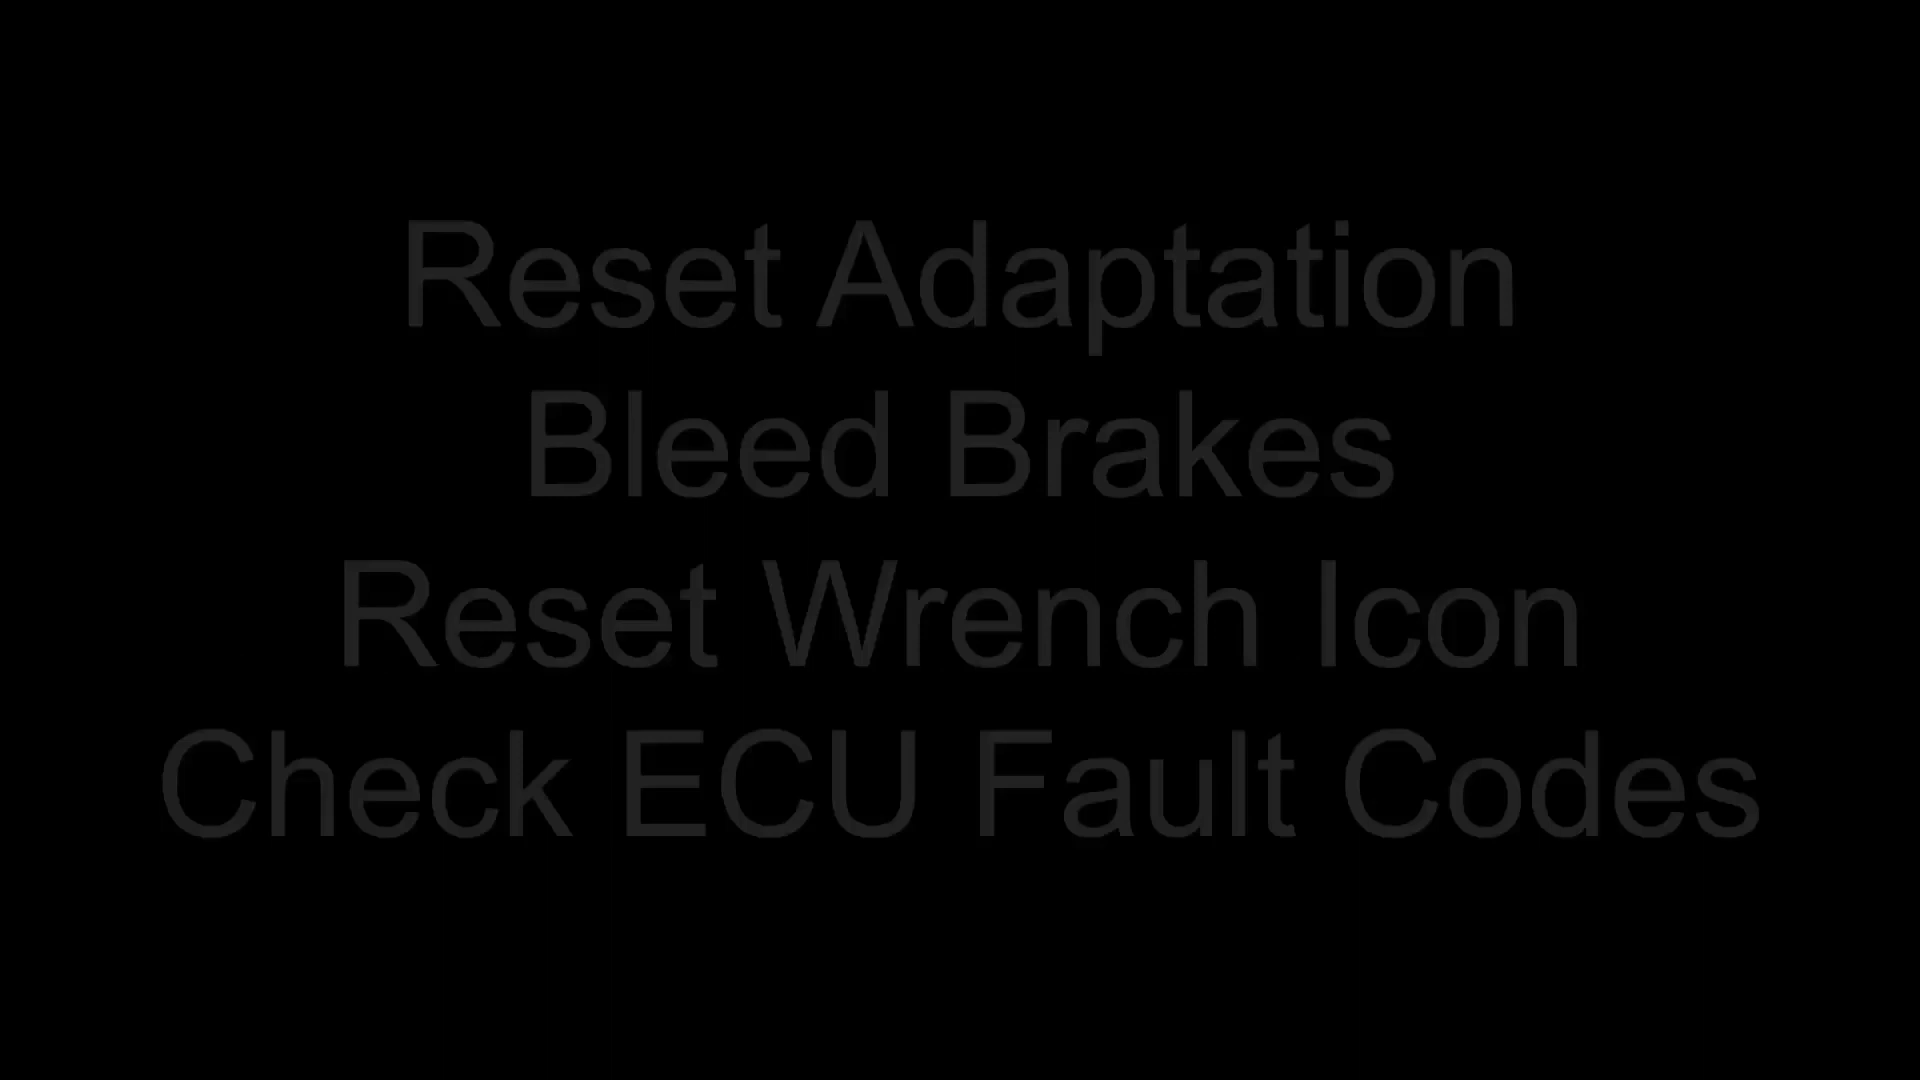 Reset Adaptation
Bleed Brakes
Reset Wrench Icon
Check ECU Fault Codes